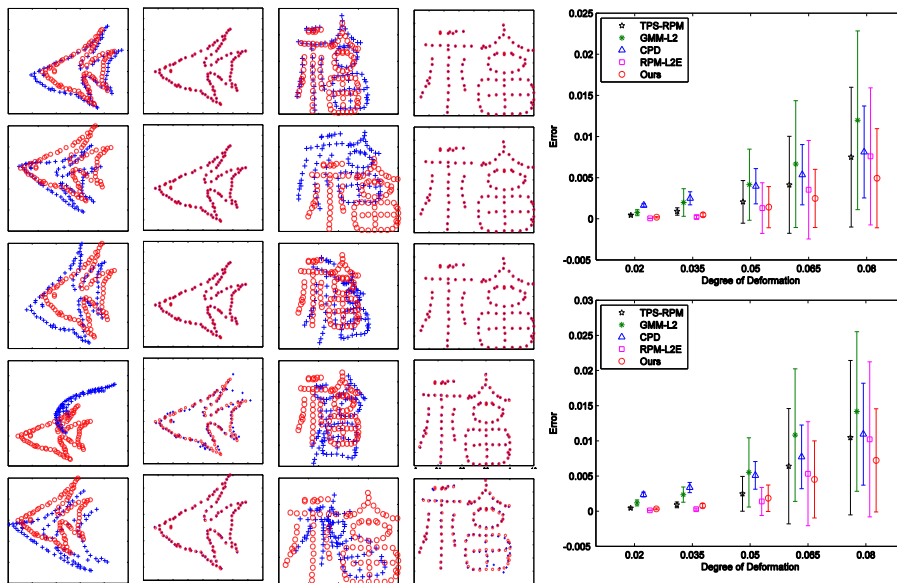 0.025
0.02
0.015
0.01
0.005
0
-0.005
Error
TPS-RPM
GMM-L2
CPD
RPM-L2E
Ours
0.02 0.035 0.05 0.065 0.08
Degree of Deformation
0.03
0.025
0.02
0.015
0.01
0.005
0
-0.005
Error
TPS-RPM
GMM-L2
CPD
RPM-L2E
Ours
0.02 0.035 0.05 0.065 0.08
Degree of Deformation